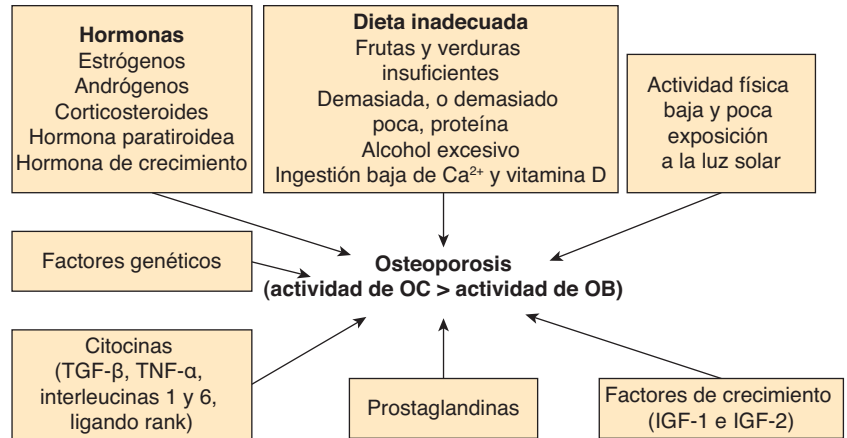 Hormonas
Estrógenos
Andrógenos
Corticosteroides
Hormona paratiroidea
Hormona de crecimiento
Dieta inadecuada
Frutas y verduras
insuficientes
Demasiada, o demasiado
poca, proteína
Alcohol excesivo
Ingestión baja de Ca²⁺ y vitamina D
Actividad física
baja y poca
exposición
a la luz solar
Factores genéticos
Osteoporosis
(actividad de OC > actividad de OB)
Citocinas
(TGF-β, TNF-α,
interleucinas 1 y 6,
ligando rank)
Prostaglandinas
Factores de crecimiento
(IGF-1 e IGF-2)